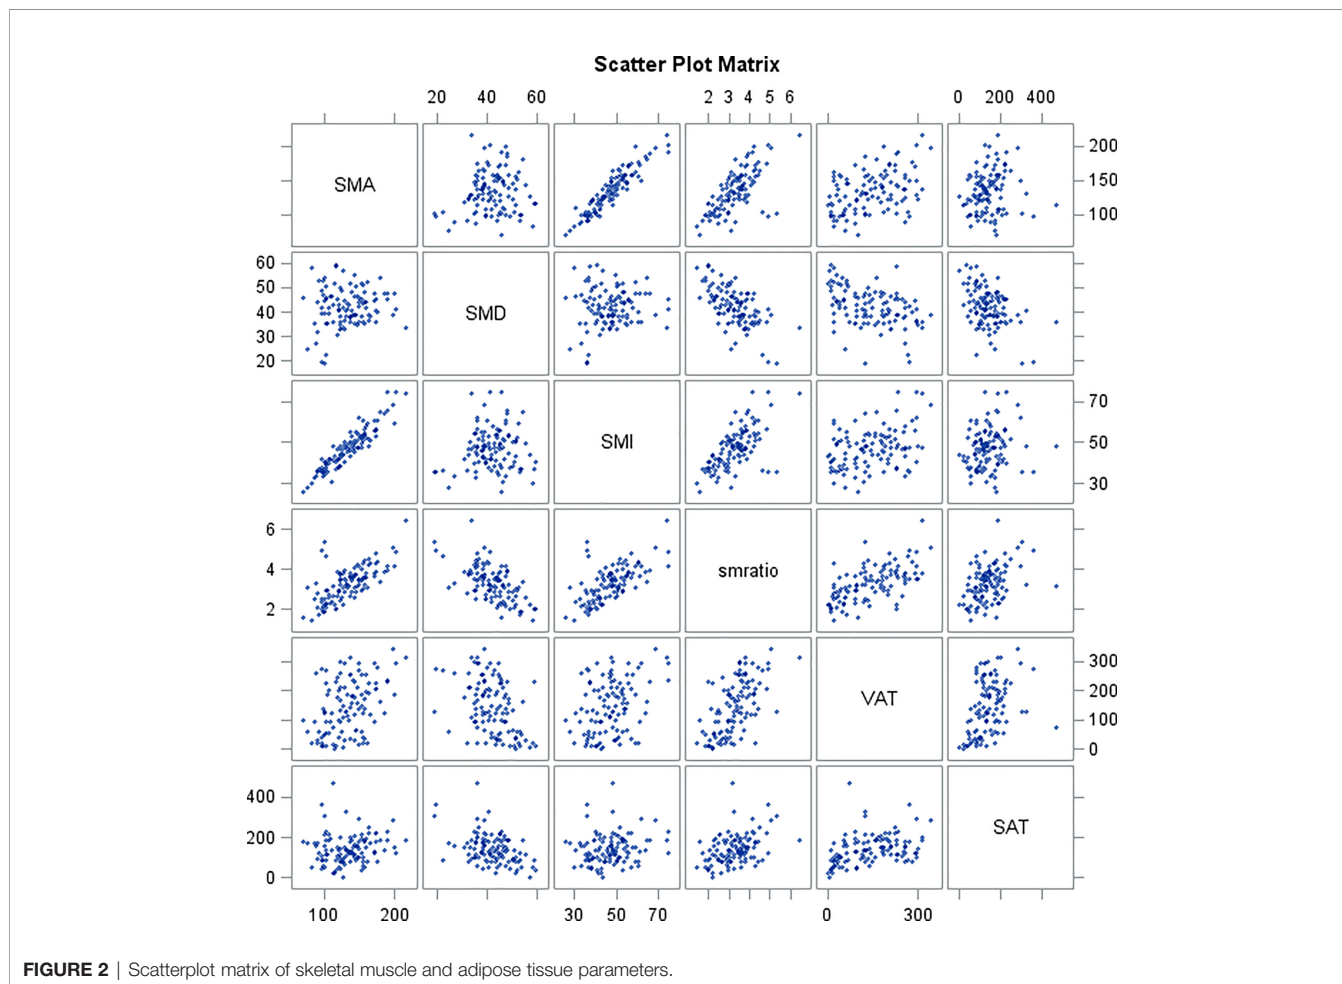 Scatter Plot Matrix
20 40 60 2 3 4 5 6 0 200 400
SMA
200
150
100
60
50
40
30
20
SMD
SMI
70
50
30
6
4
2
smratio
VAT
300
200
100
0
400
200
0
SAT
100 200 30 50 70 0 300
FIGURE 2 | Scatterplot matrix of skeletal muscle and adipose tissue parameters.